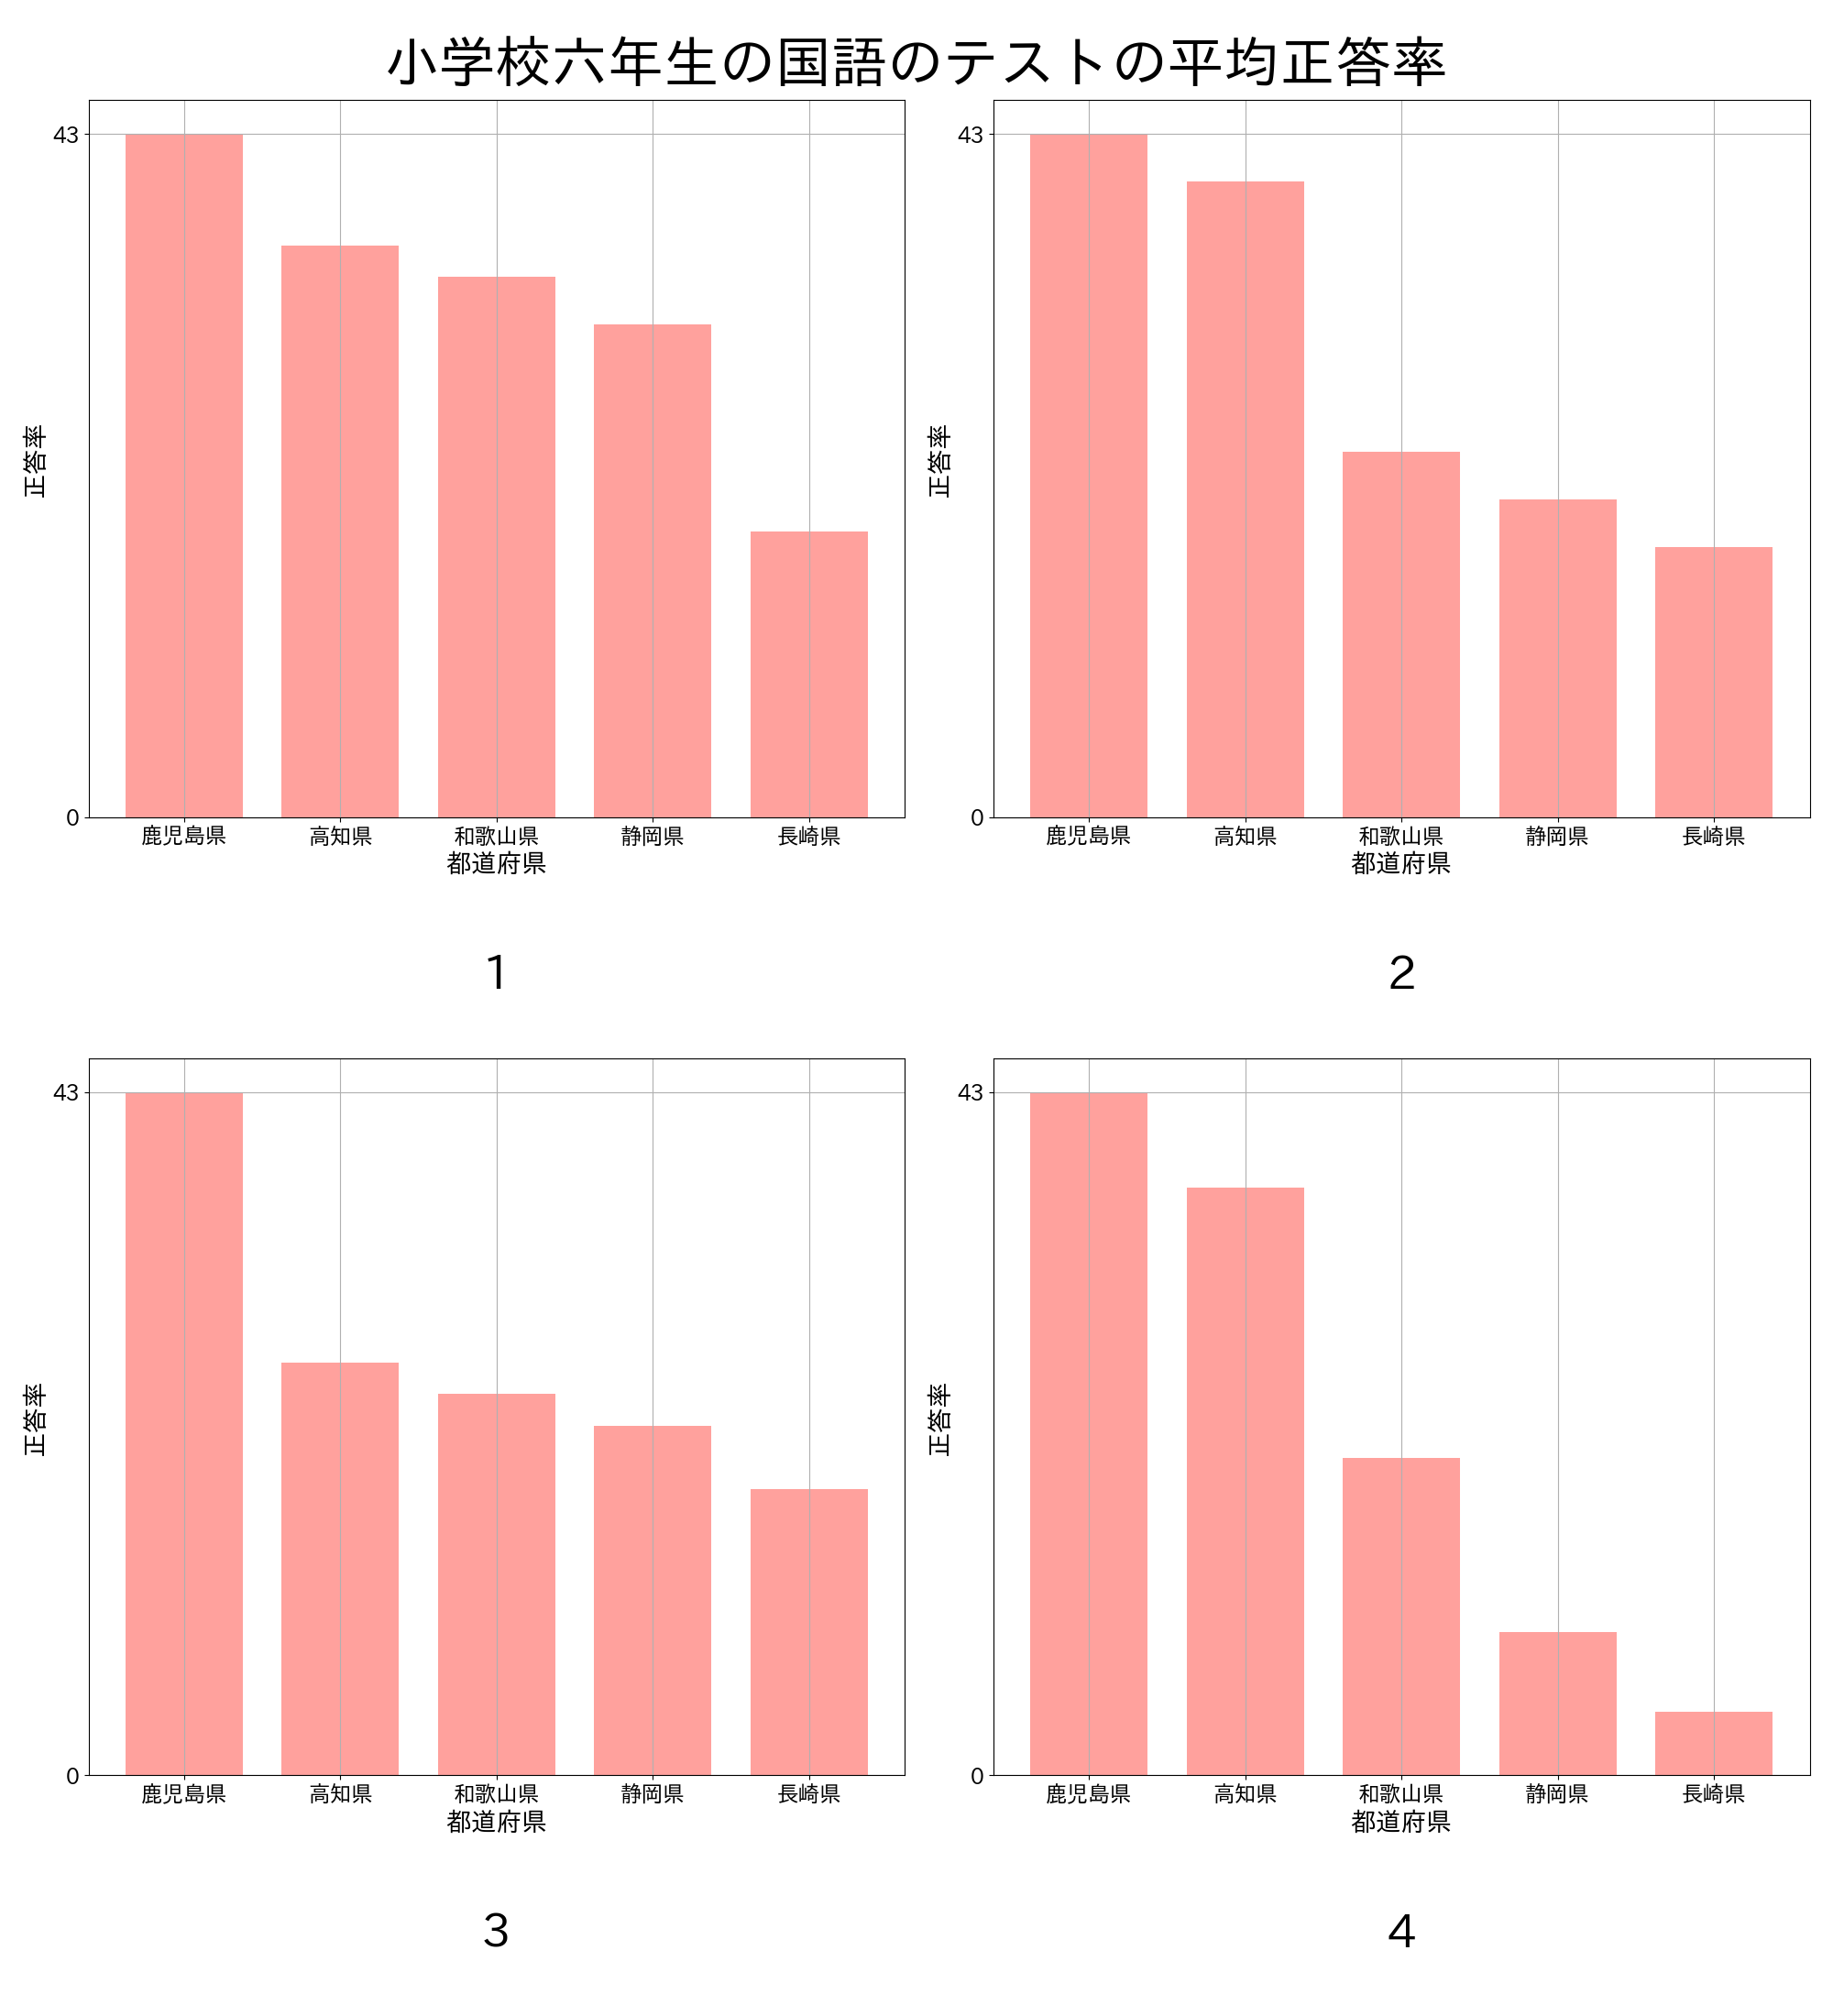 小学校六年生の国語のテストの平均正答率
43
正答率
0
鹿児島県 高知県 和歌山県 静岡県 長崎県
都道府県
1
43
正答率
0
鹿児島県 高知県 和歌山県 静岡県 長崎県
都道府県
2
43
正答率
0
鹿児島県 高知県 和歌山県 静岡県 長崎県
都道府県
3
43
正答率
0
鹿児島県 高知県 和歌山県 静岡県 長崎県
都道府県
4